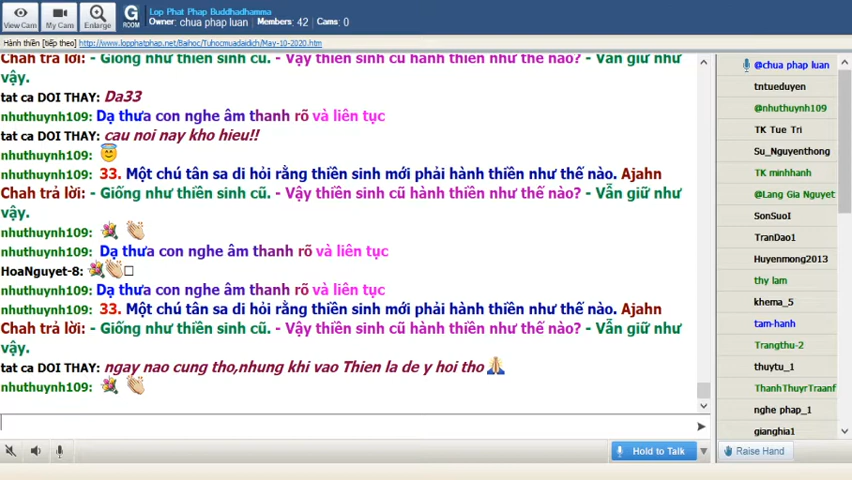 View Cam
My Cam
Enlarge
G
ROOM
Lop Phat Phap Buddhadhamma
Owner: chua phap luan Members: 42 Cams: 0
Hành thiền [tiếp theo] http://www.lopphatphap.net/Baihoc/Tuhocmuadaidich/May-10-2020.htm
Chah trả lời: - Giống như thiền sinh cũ. - Vậy thiền sinh cũ hành thiền như thế nào? - Vẫn giữ như
vậy.
tat ca DOI THAY: Da33
nhuthuynh109: Dạ thưa con nghe âm thanh rõ và liên tục
tat ca DOI THAY: cau noi nay kho hieu!!
nhuthuynh109:
nhuthuynh109: 33. Một chú tân sa di hỏi rằng thiền sinh mới phải hành thiền như thế nào. Ajahn
Chah trả lời: - Giống như thiền sinh cũ. - Vậy thiền sinh cũ hành thiền như thế nào? - Vẫn giữ như
vậy.
nhuthuynh109:
nhuthuynh109: Dạ thưa con nghe âm thanh rõ và liên tục
HoaNguyet-8:
nhuthuynh109: Dạ thưa con nghe âm thanh rõ và liên tục
nhuthuynh109: 33. Một chú tân sa di hỏi rằng thiền sinh mới phải hành thiền như thế nào. Ajahn
Chah trả lời: - Giống như thiền sinh cũ. - Vậy thiền sinh cũ hành thiền như thế nào? - Vẫn giữ như
vậy.
tat ca DOI THAY: ngay nao cung tho,nhung khi vao Thien la de y hoi tho
nhuthuynh109:
@chua phap luan
tntueduyen
@nhuthuynh109
TK Tue Tri
Su_Nguyenthong
TK minhhanh
@Lang Gia Nguyet
SonSuoI
TranDao1
Huyenmong2013
thy lam
khema_5
tam-hanh
Trangthu-2
thuytu_1
ThanhThuyrTraanf
nghe phap_1
gianghia1
Hold to Talk
Raise Hand